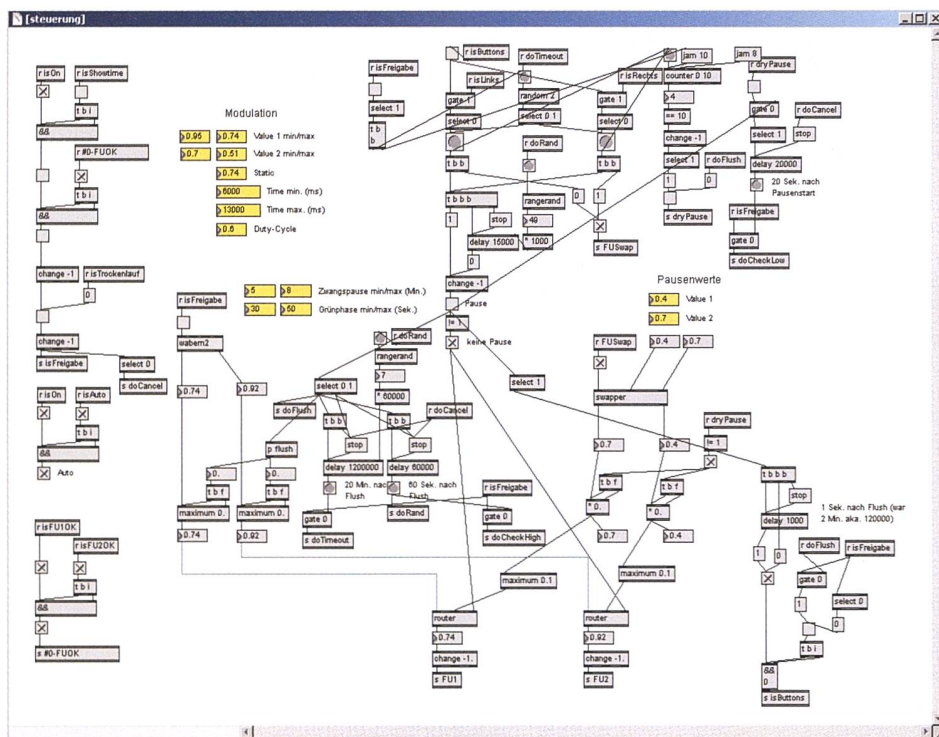 [steuerung]
r isOn
r isShowtime
t b i
&&
r #0-FUOK
t b i
&&
change -1
r isTrockenlauf
0
change -1
s isFreigabe
select 0
s doCancel
r isOn
r isAuto
t b i
&&
Auto
r isFU1OK
r isFU2OK
t b i
&&
s #0-FUOK
Modulation
0.95 0.74 Value 1 min/max
0.7 0.51 Value 2 min/max
0.74 Static
6000 Time min. (ms)
13000 Time max. (ms)
0.6 Duty-Cycle
5 8 Zwangspause min/max (Min.)
30 50 Grünphase min/max (Sek.)
r isFreigabe
wabern2
0.74
0.92
r isFreigabe
select 1
t b
b
r isButtons
r isLinks
gate 1
select 0
t b b
t b b b
1
stop
delay 15000
0
change -1
Pause
!= 1
keine Pause
r doTimeout
random 2
select 0 1
r doRand
rangerand
49
* 1000
r isRechts
gate 1
select 0
t b b
0
1
s FUSwap
jam 10
counter 0 10
4
== 10
change -1
select 1
r doFlush
1
0
s dryPause
jam 8
r dryPause
gate 0
r doCancel
select 1
stop
delay 20000
20 Sek. nach
Pausenstart
r isFreigabe
gate 0
s doCheckLow
Pausenwerte
0.4 Value 1
0.7 Value 2
r FUSwap
0.4
0.7
swapper
0.7
0.4
r dryPause
!= 1
t b f
t b f
* 0.
* 0.
0.7
0.4
maximum 0.1
maximum 0.1
r doRand
rangerand
7
* 60000
select 0 1
s doFlush
t b b
t b b
r doCancel
stop
stop
p flush
delay 1200000
delay 60000
20 Min. nach
Flush
60 Sek. nach
Flush
0.
0.
t b f
t b f
maximum 0.
maximum 0.
0.74
0.92
gate 0
s doTimeout
s doRand
r isFreigabe
gate 0
s doCheckHigh
select 1
t b b b
stop
delay 1000
1 Sek. nach Flush (war
2 Min. aka. 120000)
1
0
r doFlush
r isFreigabe
gate 0
1
select 0
0
t b i
&&
0
s isButtons
router
0.74
change -1.
s FU1
router
0.92
change -1.
s FU2